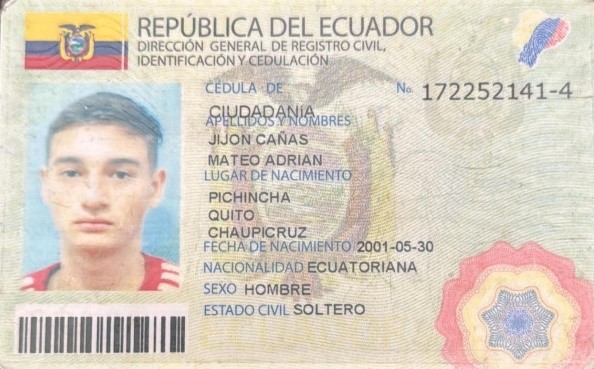 REPÚBLICA DEL ECUADOR
DIRECCIÓN GENERAL DE REGISTRO CIVIL,
IDENTIFICACIÓN Y CEDULACIÓN
CÉDULA DE No. 172252141-4
CIUDADANÍA
APELLIDOS Y NOMBRES
JIJON CAÑAS
MATEO ADRIAN
LUGAR DE NACIMIENTO
PICHINCHA
QUITO
CHAUPICRUZ
FECHA DE NACIMIENTO 2001-05-30
NACIONALIDAD ECUATORIANA
SEXO HOMBRE
ESTADO CIVIL SOLTERO